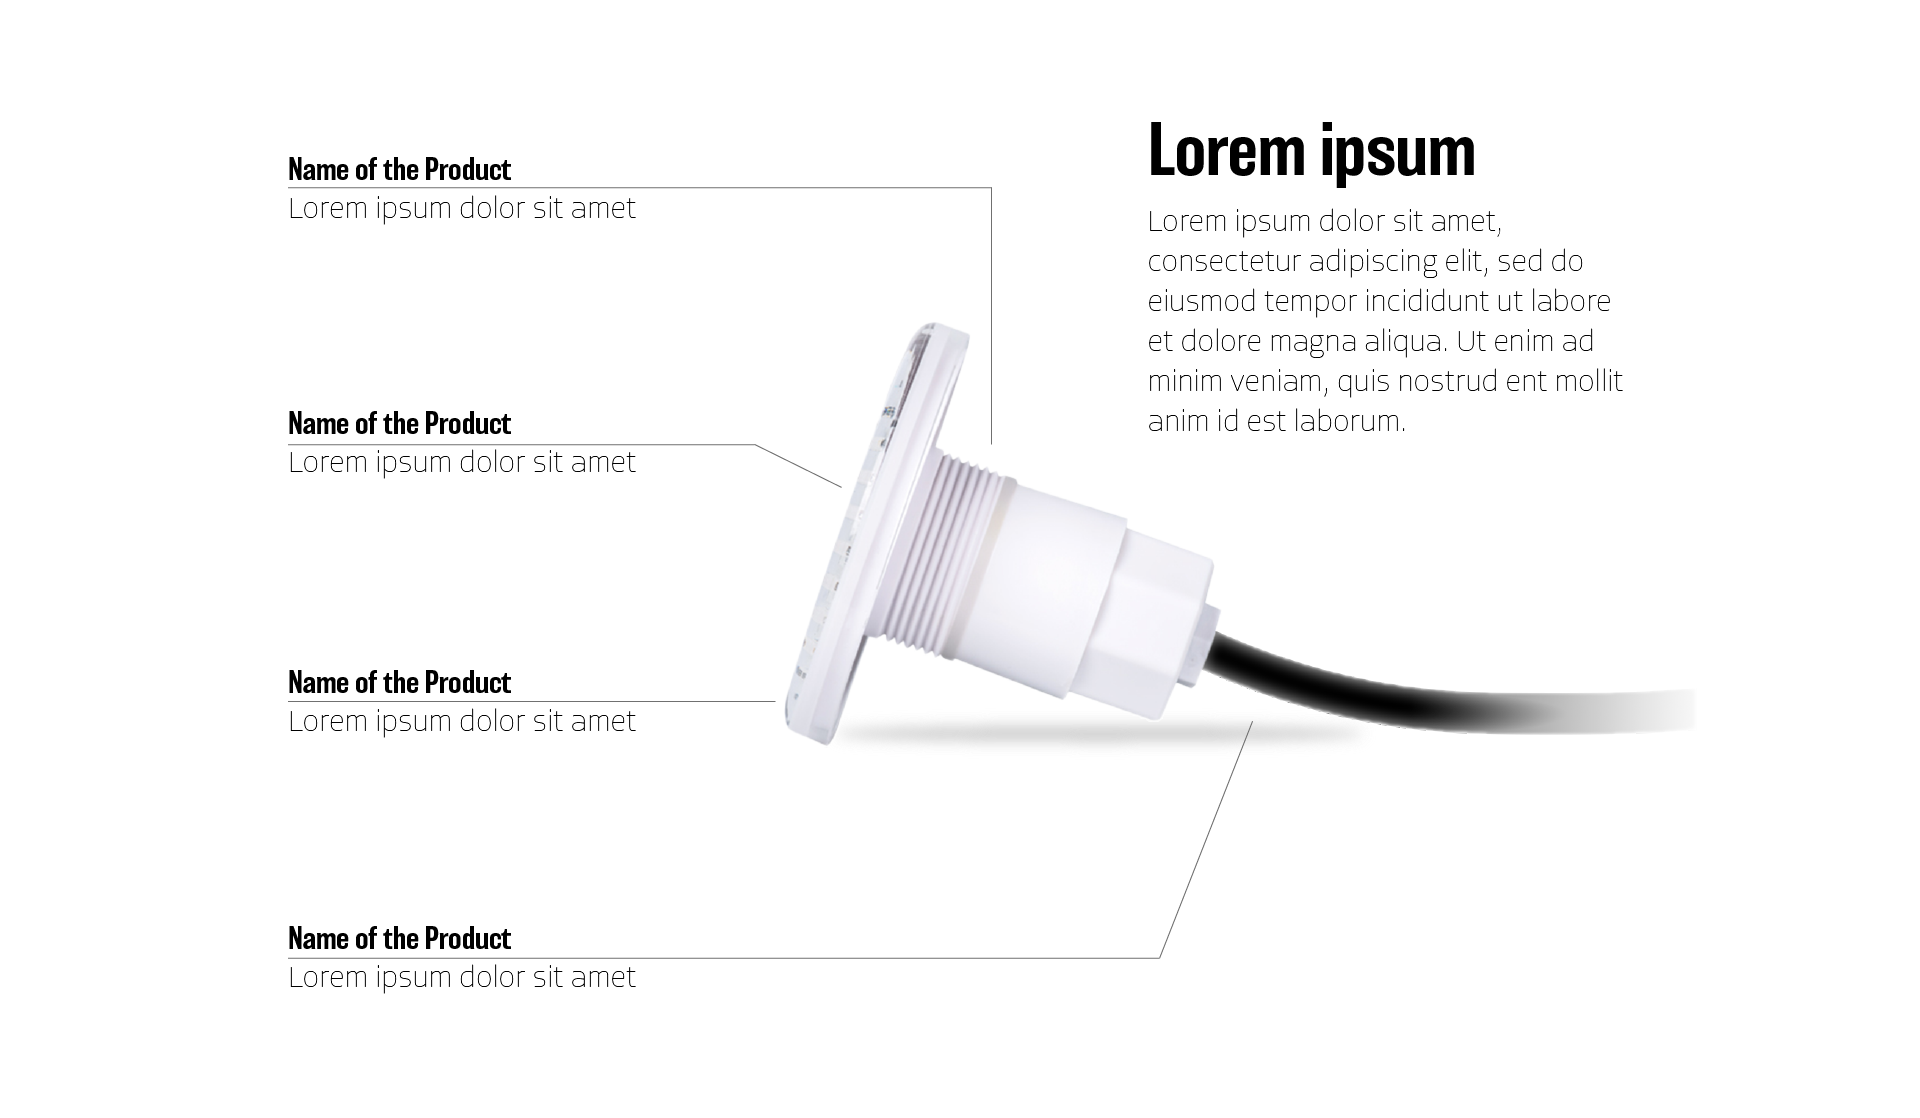 Name of the Product
Lorem ipsum dolor sit amet
Name of the Product
Lorem ipsum dolor sit amet
Name of the Product
Lorem ipsum dolor sit amet
Name of the Product
Lorem ipsum dolor sit amet
Lorem ipsum
Lorem ipsum dolor sit amet,
consectetur adipiscing elit, sed do
eiusmod tempor incididunt ut labore
et dolore magna aliqua. Ut enim ad
minim veniam, quis nostrud ent mollit
anim id est laborum.